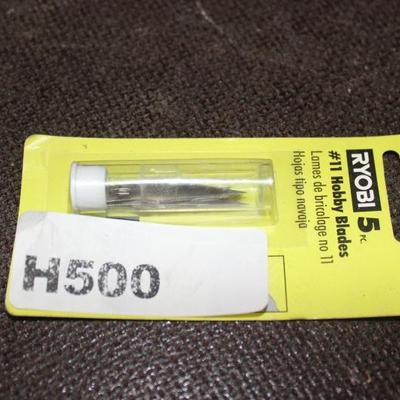 RYOBI 5 PC.
#11 Hobby Blades
Lames de bricolage no 11
Hojas tipo navaja
H500